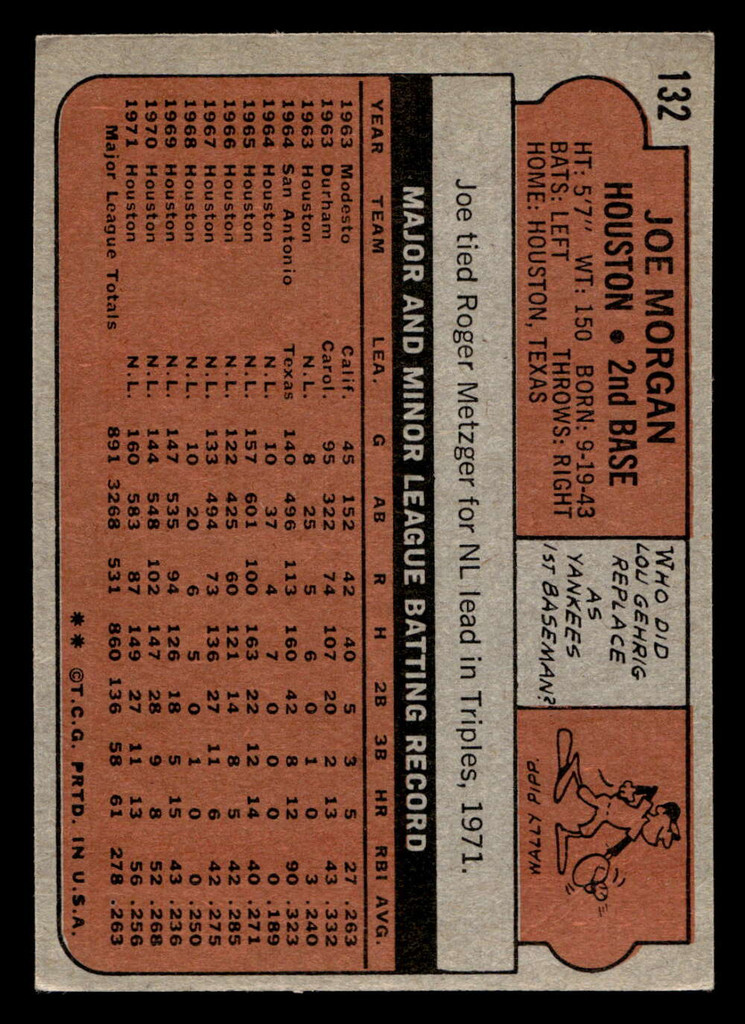 132
JOE MORGAN
HOUSTON • 2nd BASE
HT: 5'7" WT: 150 BORN: 9-19-43
BATS: LEFT THROWS: RIGHT
HOME: HOUSTON, TEXAS
WHO DID
LOU GEHRIG
REPLACE
AS
YANKEES
1ST BASEMAN?
WALLY PIPP.
Joe tied Roger Metzger for NL lead in Triples, 1971.
MAJOR AND MINOR LEAGUE BATTING RECORD
YEAR TEAM LEA. G AB R H 2B 3B HR RBI AVG.
1963 Modesto Calif. 45 152 42 40 5 3 5 27 .263
1963 Durham Carol. 95 322 74 107 20 2 13 43 .332
1963 Houston N.L. 8 25 5 6 0 1 0 3 .240
1964 San Antonio Texas 140 496 113 160 42 8 12 90 .323
1964 Houston N.L. 10 37 4 7 0 0 0 0 .189
1965 Houston N.L. 157 601 100 163 22 12 14 40 .271
1966 Houston N.L. 122 425 60 121 14 8 5 42 .285
1967 Houston N.L. 133 494 73 136 27 11 6 42 .275
1968 Houston N.L. 10 20 6 5 0 1 0 0 .250
1969 Houston N.L. 147 535 94 126 18 5 15 43 .236
1970 Houston N.L. 144 548 102 147 28 9 8 52 .268
1971 Houston N.L. 160 583 87 149 27 11 13 56 .256
Major League Totals 891 3268 531 860 136 58 61 278 .263
** ©T.C.G. PRTD. IN U.S.A.